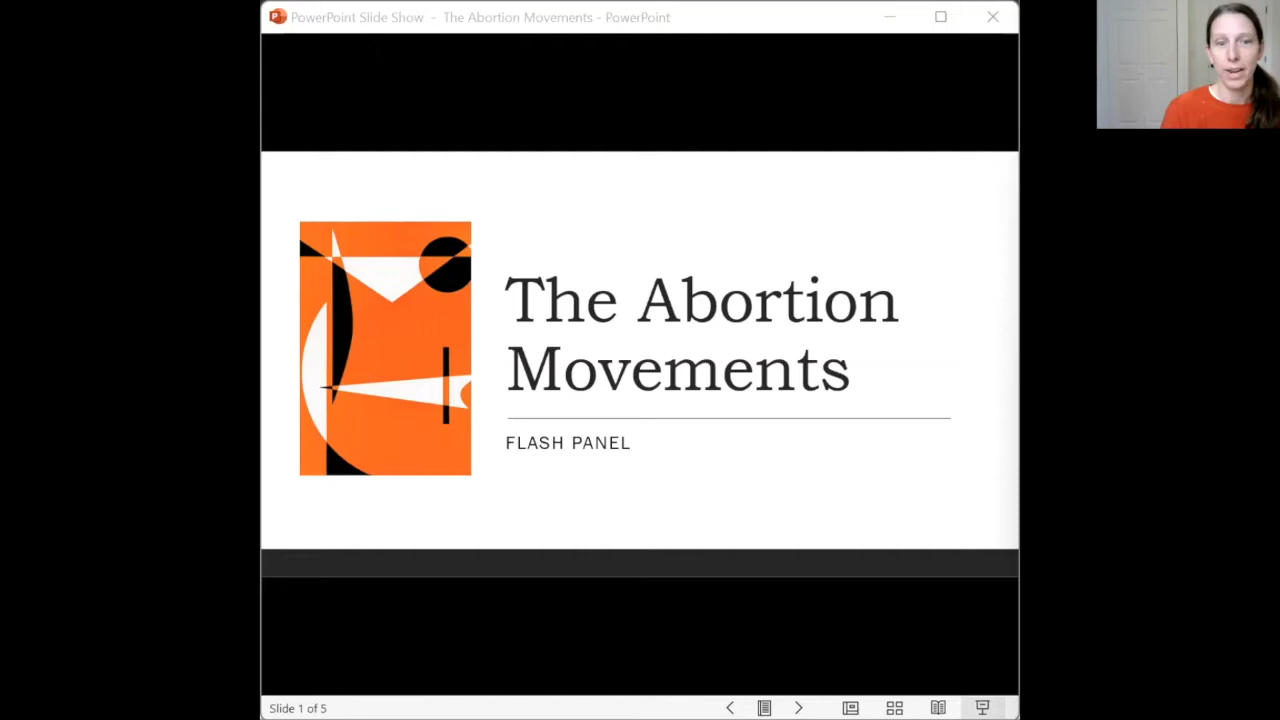 PowerPoint Slide Show - The Abortion Movements - PowerPoint
The Abortion
Movements
FLASH PANEL
Slide 1 of 5